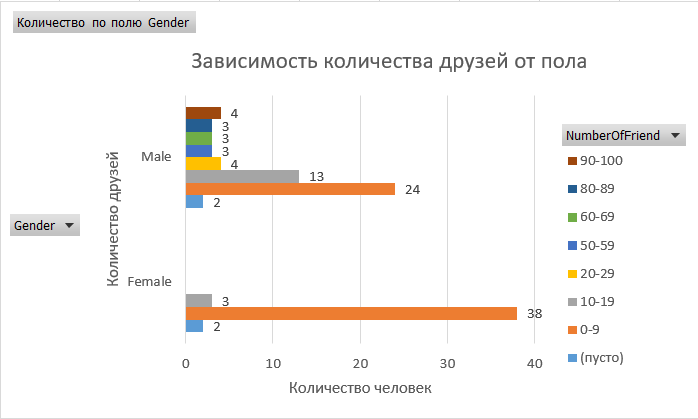 Количество по полю Gender
Зависимость количества друзей от пола
NumberOfFriend
90-100
80-89
60-69
50-59
20-29
10-19
0-9
(пусто)
Gender
Количество друзей
Male
4
3
3
3
4
13
24
2
Female
3
38
2
0 10 20 30 40
Количество человек